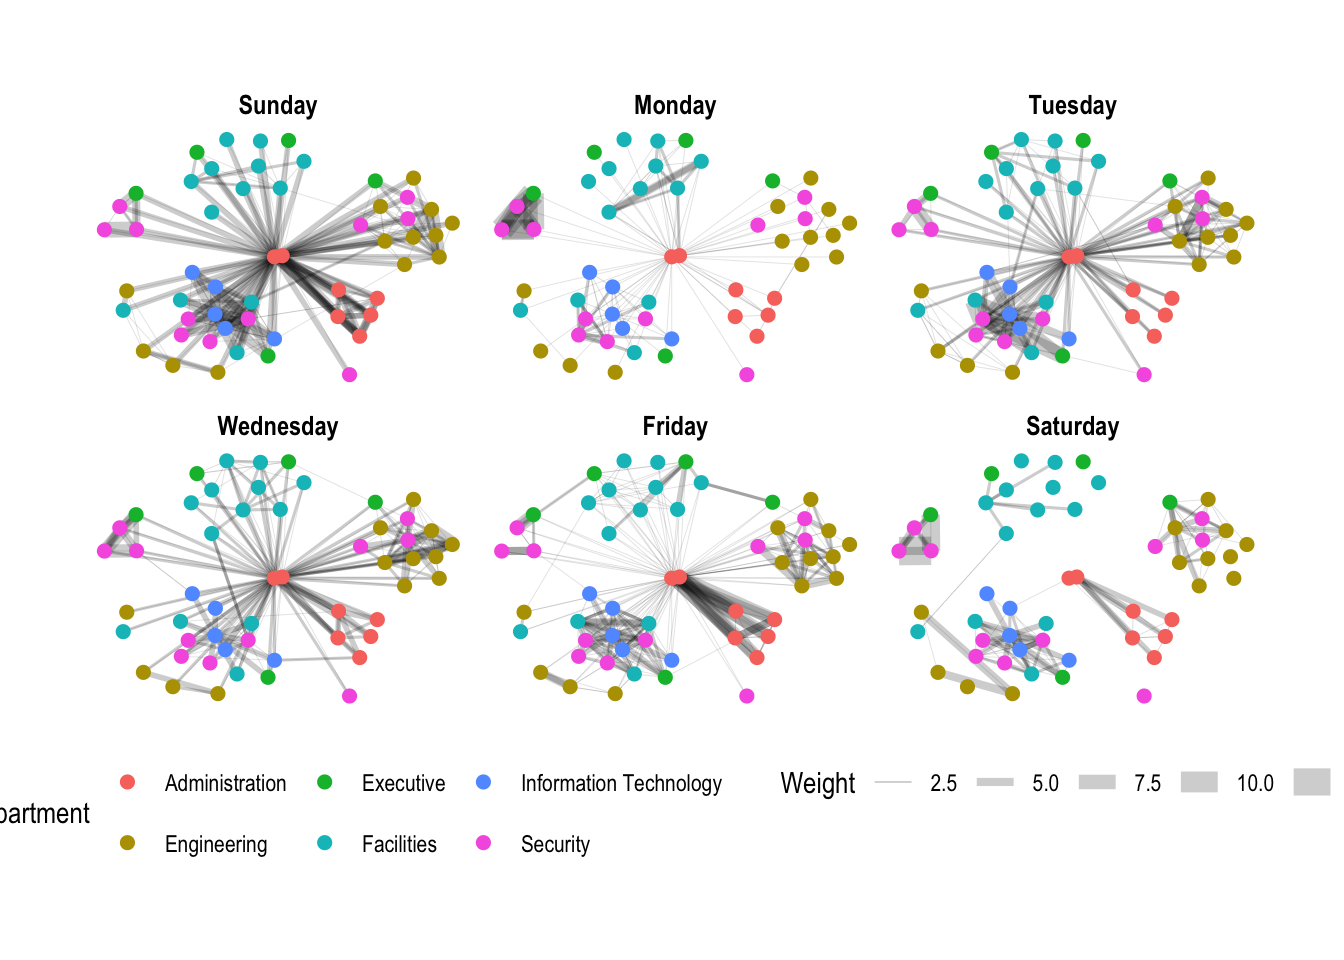 Sunday
Monday
Tuesday
Wednesday
Friday
Saturday
partment
Administration
Executive
Information Technology
Engineering
Facilities
Security
Weight
2.5
5.0
7.5
10.0